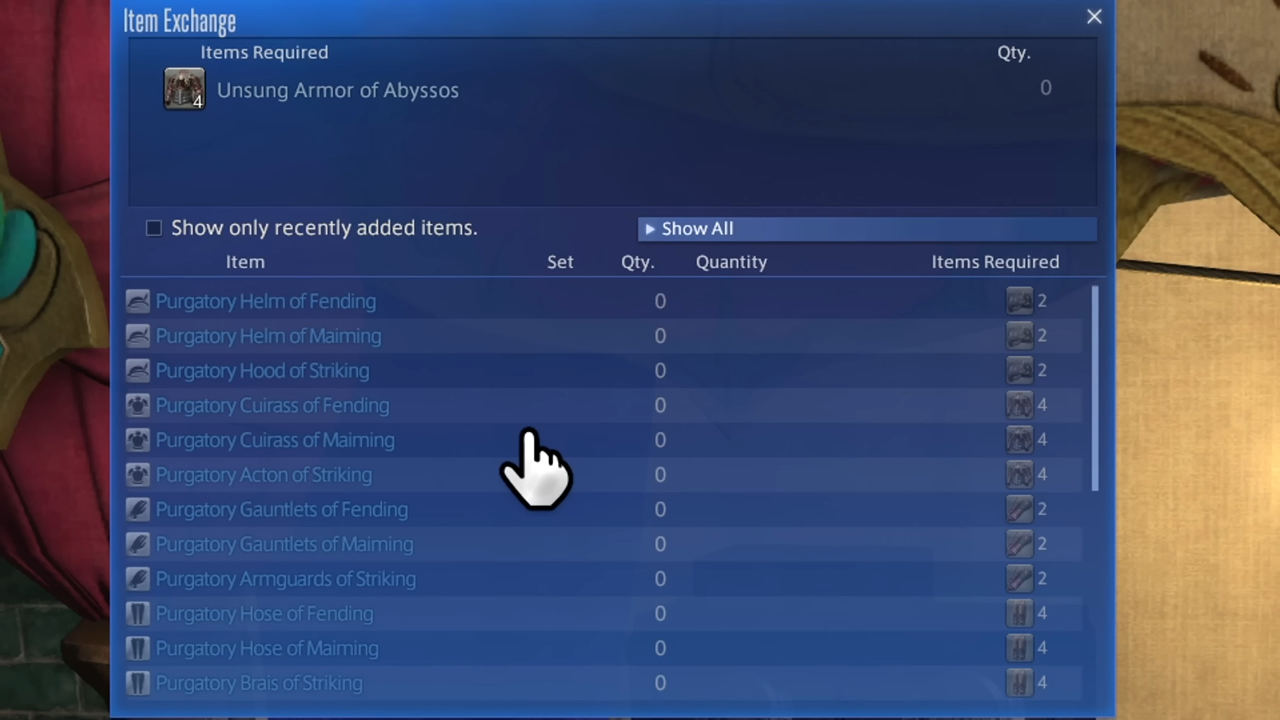 Item Exchange
Items Required Qty.
4 Unsung Armor of Abyssos 0
Show only recently added items. Show All
Item Set Qty. Quantity Items Required
Purgatory Helm of Fending 0 2
Purgatory Helm of Maiming 0 2
Purgatory Hood of Striking 0 2
Purgatory Cuirass of Fending 0 4
Purgatory Cuirass of Maiming 0 4
Purgatory Acton of Striking 0 4
Purgatory Gauntlets of Fending 0 2
Purgatory Gauntlets of Maiming 0 2
Purgatory Armguards of Striking 0 2
Purgatory Hose of Fending 0 4
Purgatory Hose of Maiming 0 4
Purgatory Brais of Striking 0 4